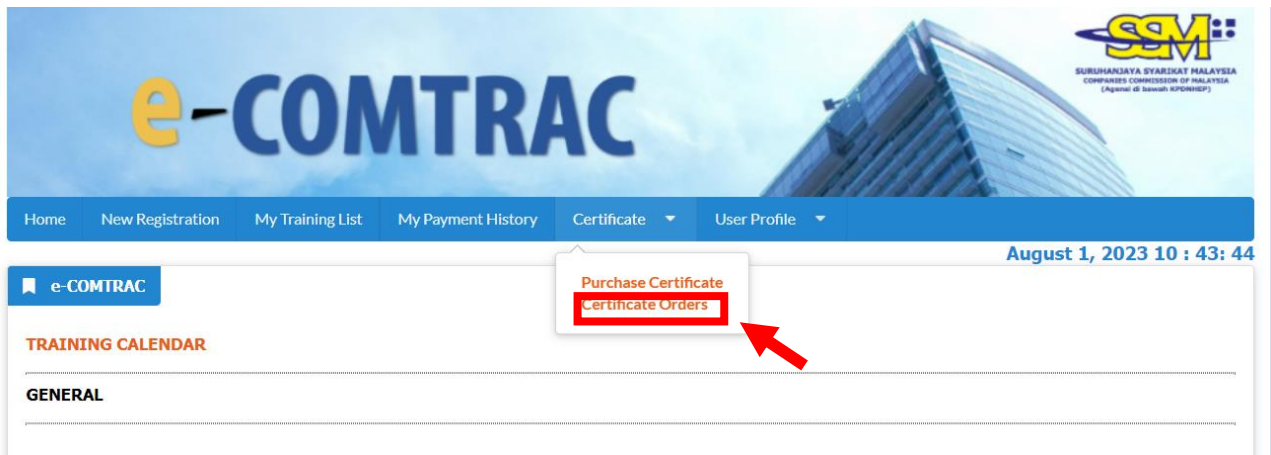 SSM
SURUHANJAYA SYARIKAT MALAYSIA
COMPANIES COMMISSION OF MALAYSIA
(Agensi di bawah KPDNHEP)
e-COMTRAC
Home New Registration My Training List My Payment History Certificate User Profile
August 1, 2023 10 : 43: 44
e-COMTRAC
Purchase Certificate
Certificate Orders
TRAINING CALENDAR
GENERAL